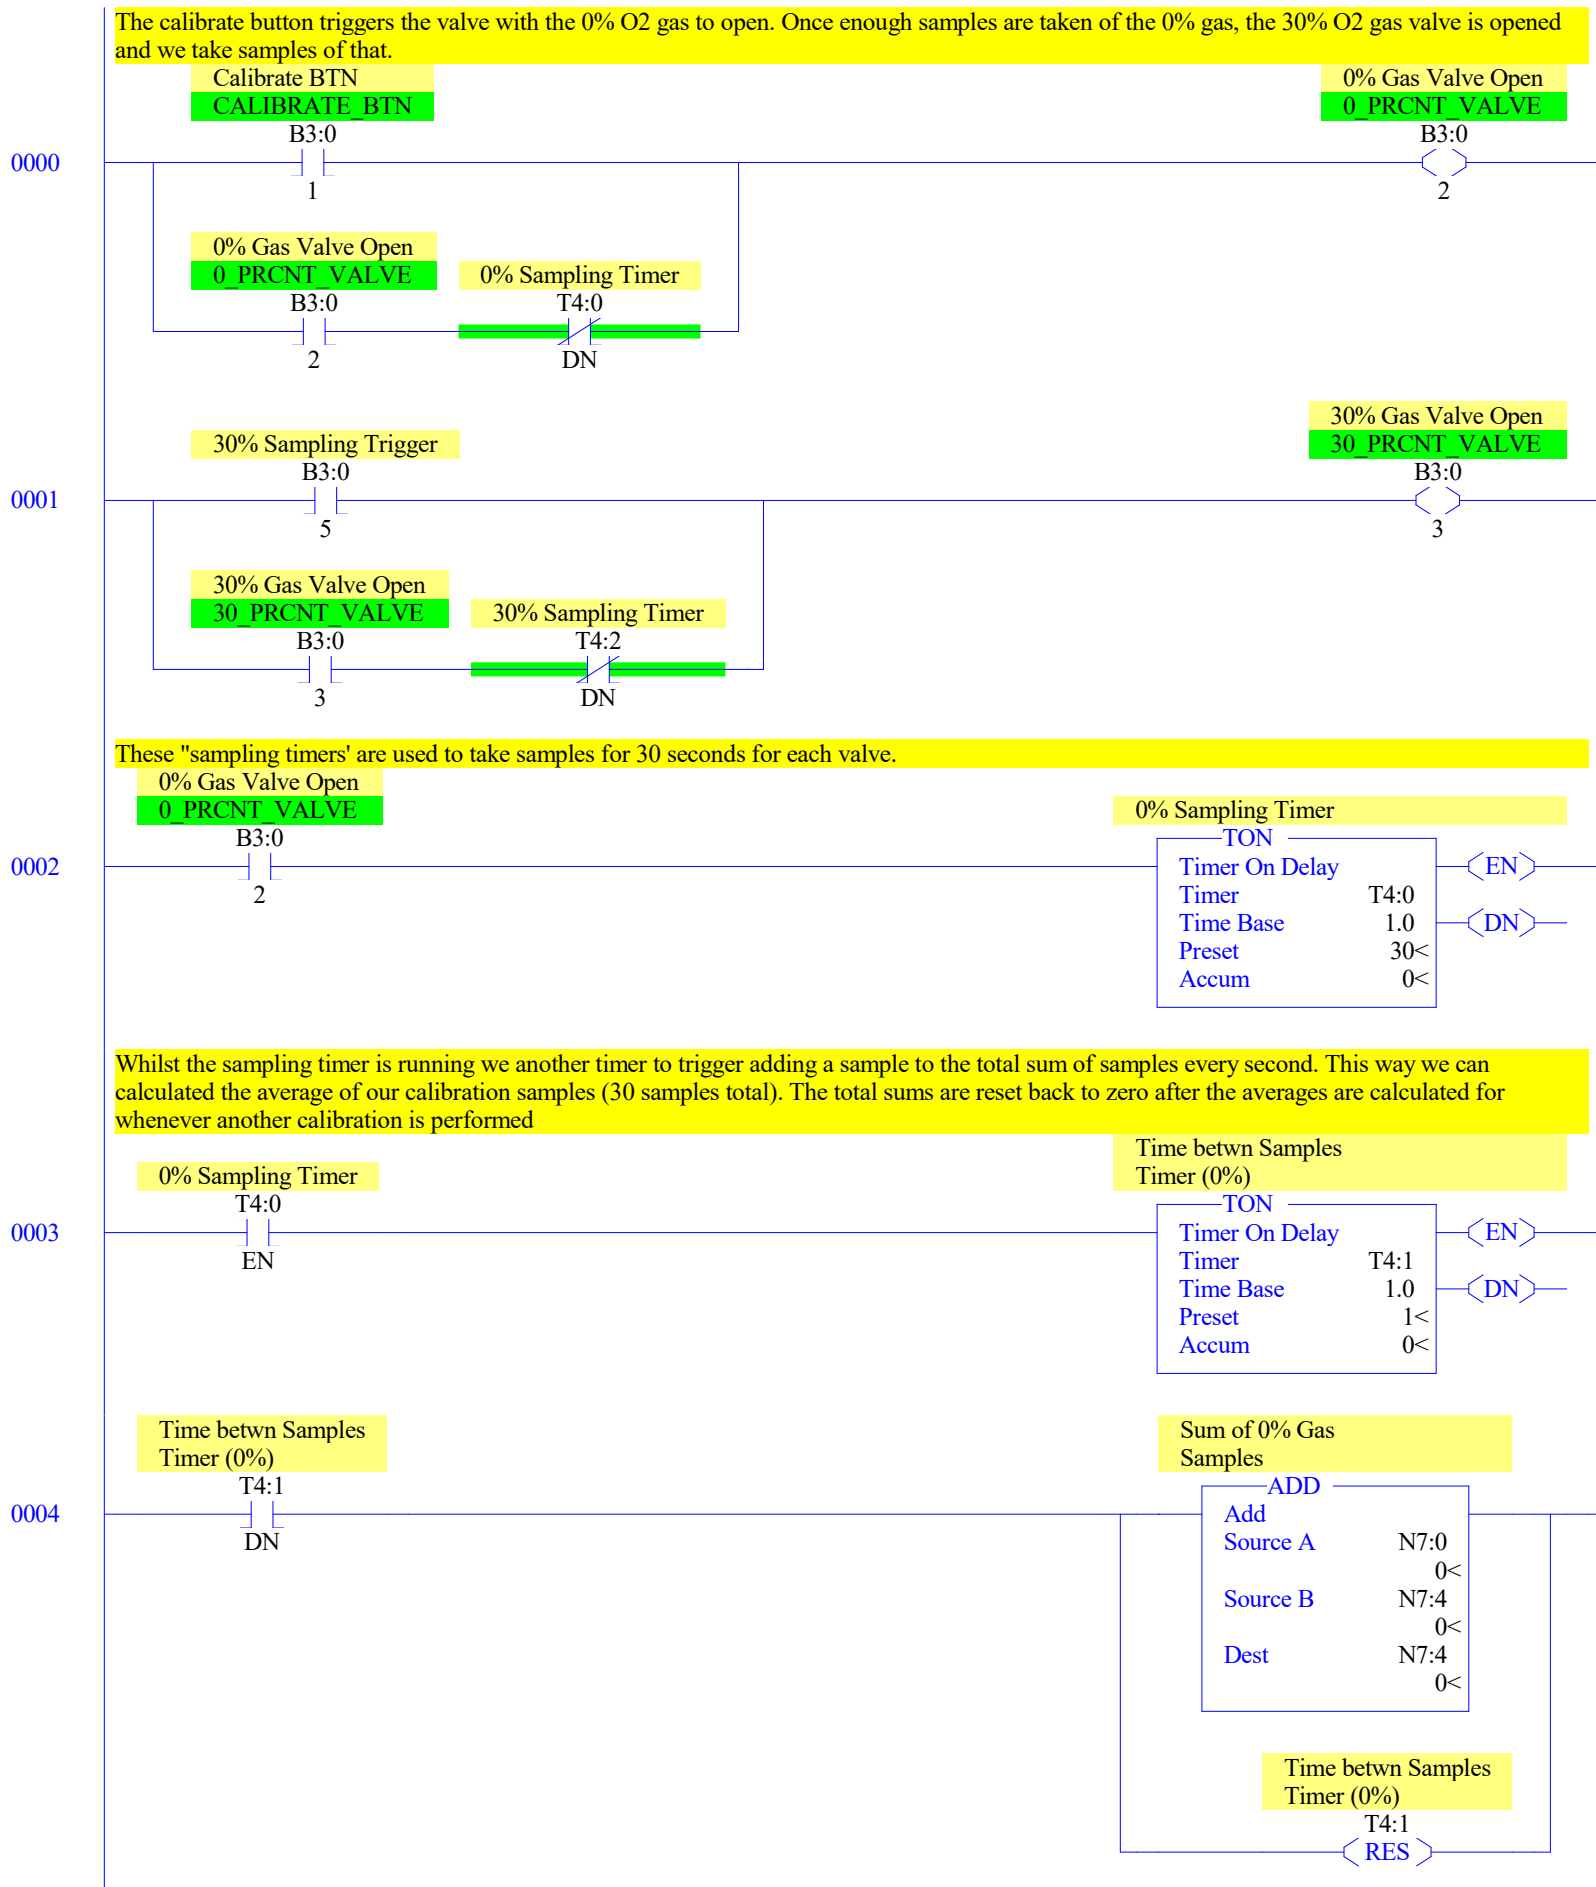 The calibrate button triggers the valve with the 0% O2 gas to open. Once enough samples are taken of the 0% gas, the 30% O2 gas valve is opened
and we take samples of that.
Calibrate BTN
CALIBRATE_BTN
B3:0
1
0% Gas Valve Open
0_PRCNT_VALVE
B3:0
2
0000
0% Gas Valve Open
0_PRCNT_VALVE
B3:0
2
0% Sampling Timer
T4:0
DN
30% Sampling Trigger
B3:0
5
30% Gas Valve Open
30_PRCNT_VALVE
B3:0
3
0001
30% Gas Valve Open
30_PRCNT_VALVE
B3:0
3
30% Sampling Timer
T4:2
DN
These "sampling timers' are used to take samples for 30 seconds for each valve.
0% Gas Valve Open
0_PRCNT_VALVE
B3:0
2
0002
0% Sampling Timer
TON
Timer On Delay
Timer T4:0
Time Base 1.0
Preset 30<
Accum 0<
EN
DN
Whilst the sampling timer is running we another timer to trigger adding a sample to the total sum of samples every second. This way we can
calculated the average of our calibration samples (30 samples total). The total sums are reset back to zero after the averages are calculated for
whenever another calibration is performed
0% Sampling Timer
T4:0
EN
0003
Time betwn Samples
Timer (0%)
TON
Timer On Delay
Timer T4:1
Time Base 1.0
Preset 1<
Accum 0<
EN
DN
Time betwn Samples
Timer (0%)
T4:1
DN
0004
Sum of 0% Gas
Samples
ADD
Add
Source A N7:0
0<
Source B N7:4
0<
Dest N7:4
0<
Time betwn Samples
Timer (0%)
T4:1
RES